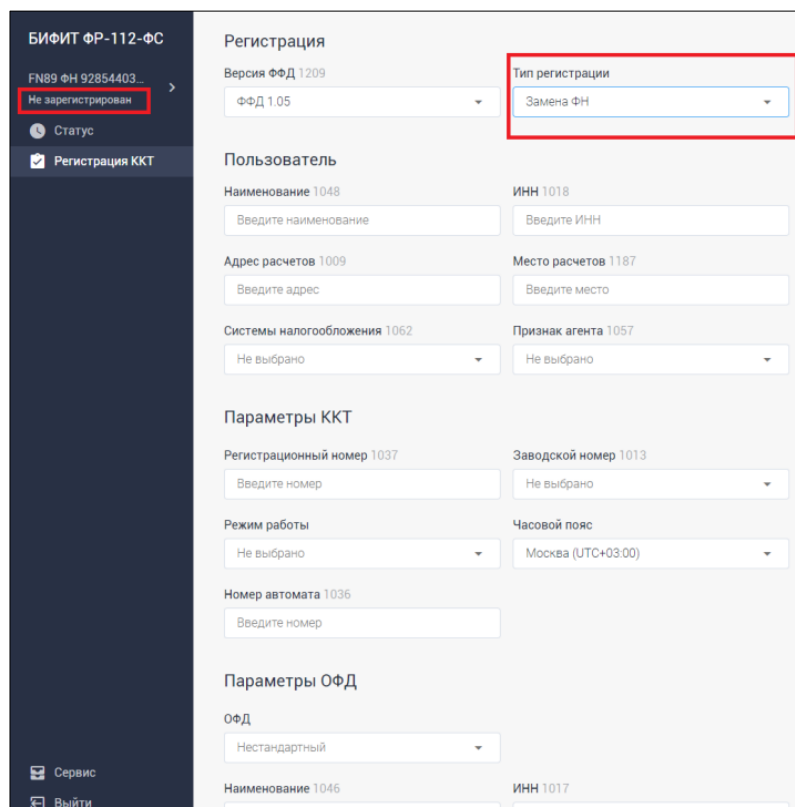 БИФИТ ФР-112-ФС
FN89 ФН 92854403...
Не зарегистрирован
Статус
Регистрация ККТ
Сервис
Выйти
Регистрация
Версия ФФД 1209
Тип регистрации
ФФД 1.05
Замена ФН
Пользователь
Наименование 1048
ИНН 1018
Введите наименование
Введите ИНН
Адрес расчетов 1009
Место расчетов 1187
Введите адрес
Введите место
Системы налогообложения 1062
Признак агента 1057
Не выбрано
Не выбрано
Параметры ККТ
Регистрационный номер 1037
Заводской номер 1013
Введите номер
Не выбрано
Режим работы
Часовой пояс
Не выбрано
Москва (UTC+03:00)
Номер автомата 1036
Введите номер
Параметры ОФД
ОФД
Нестандартный
Наименование 1046
ИНН 1017